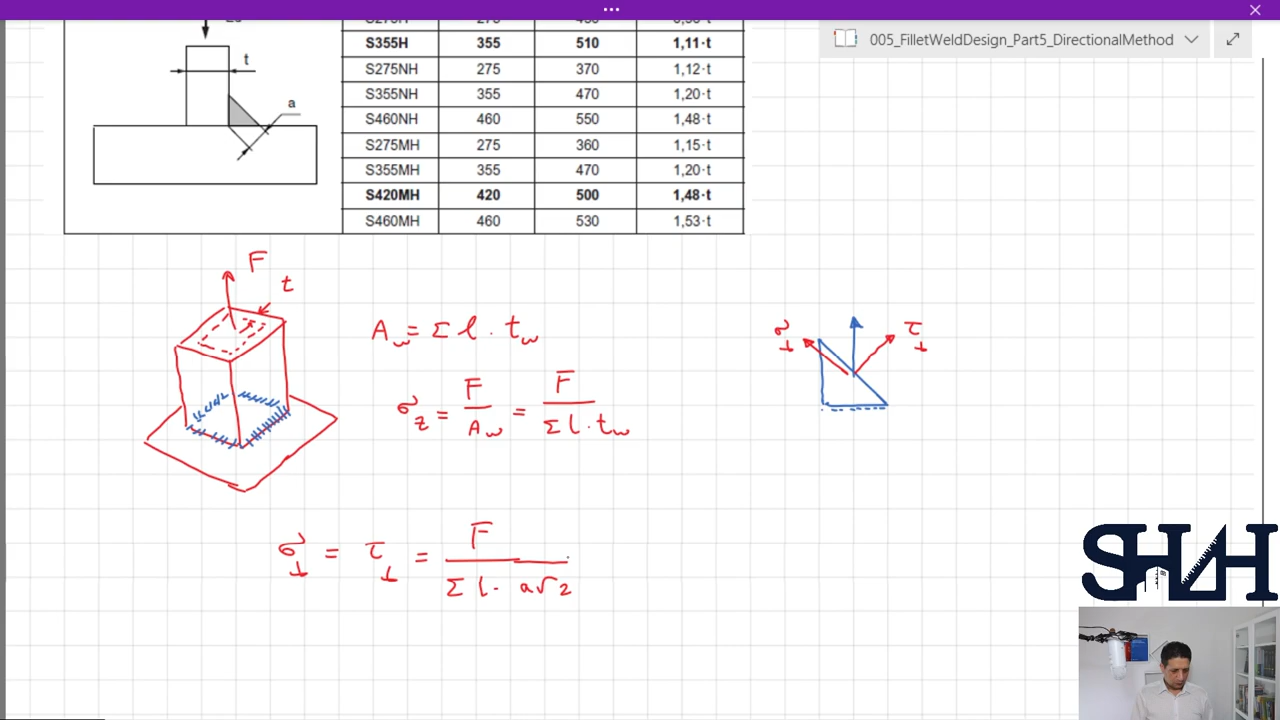 005_FilletWeldDesign_Part5_DirectionalMethod
S355H 355 510 1,11·t
S275NH 275 370 1,12·t
S355NH 355 470 1,20·t
S460NH 460 550 1,48·t
S275MH 275 360 1,15·t
S355MH 355 470 1,20·t
S420MH 420 500 1,48·t
S460MH 460 530 1,53·t
t
a
F
t
A_w = Σ l · t_w
σ_z = F / A_w = F / Σ l · t_w
σ_⊥ τ_⊥
σ_⊥ = τ_⊥ = F / Σ l · a√2
SHZH